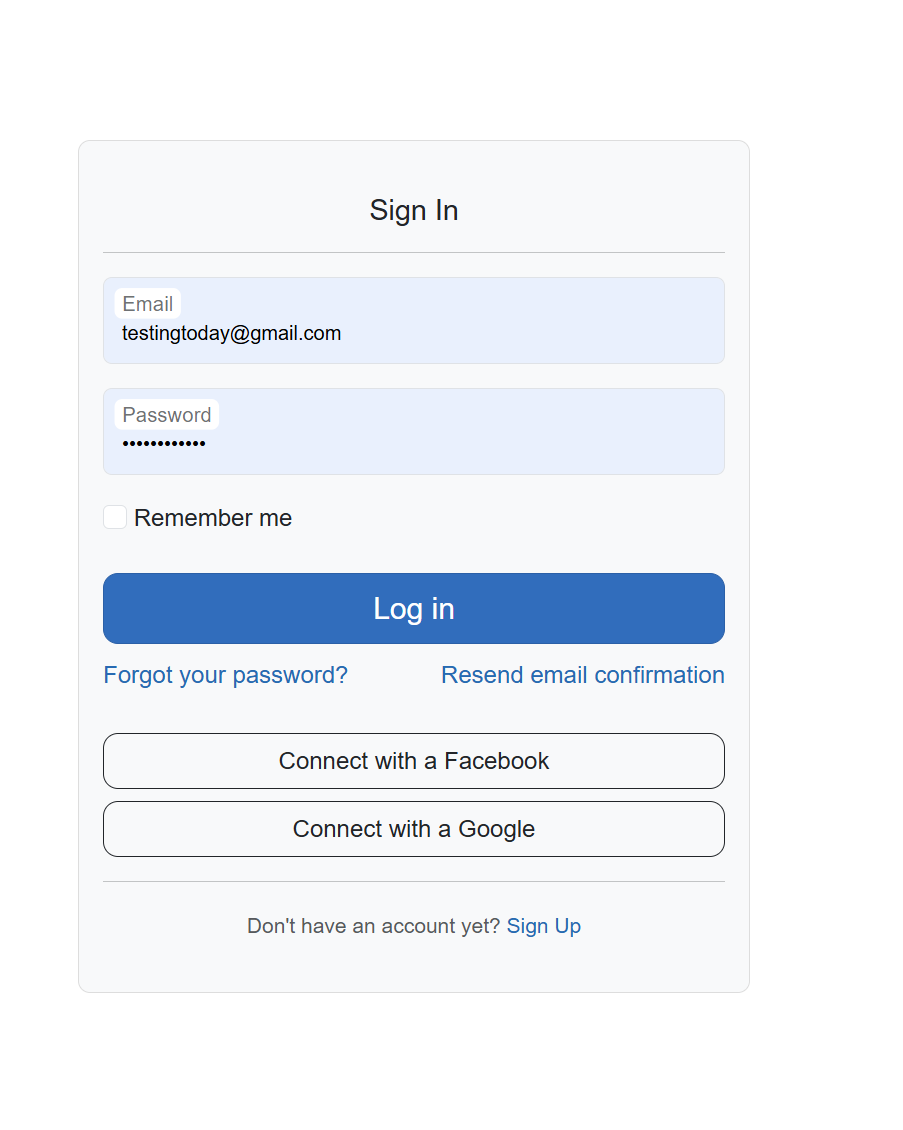 Sign In
Email
testingtoday@gmail.com
Password
••••••••••••
Remember me
Log in
Forgot your password? Resend email confirmation
Connect with a Facebook
Connect with a Google
Don't have an account yet? Sign Up